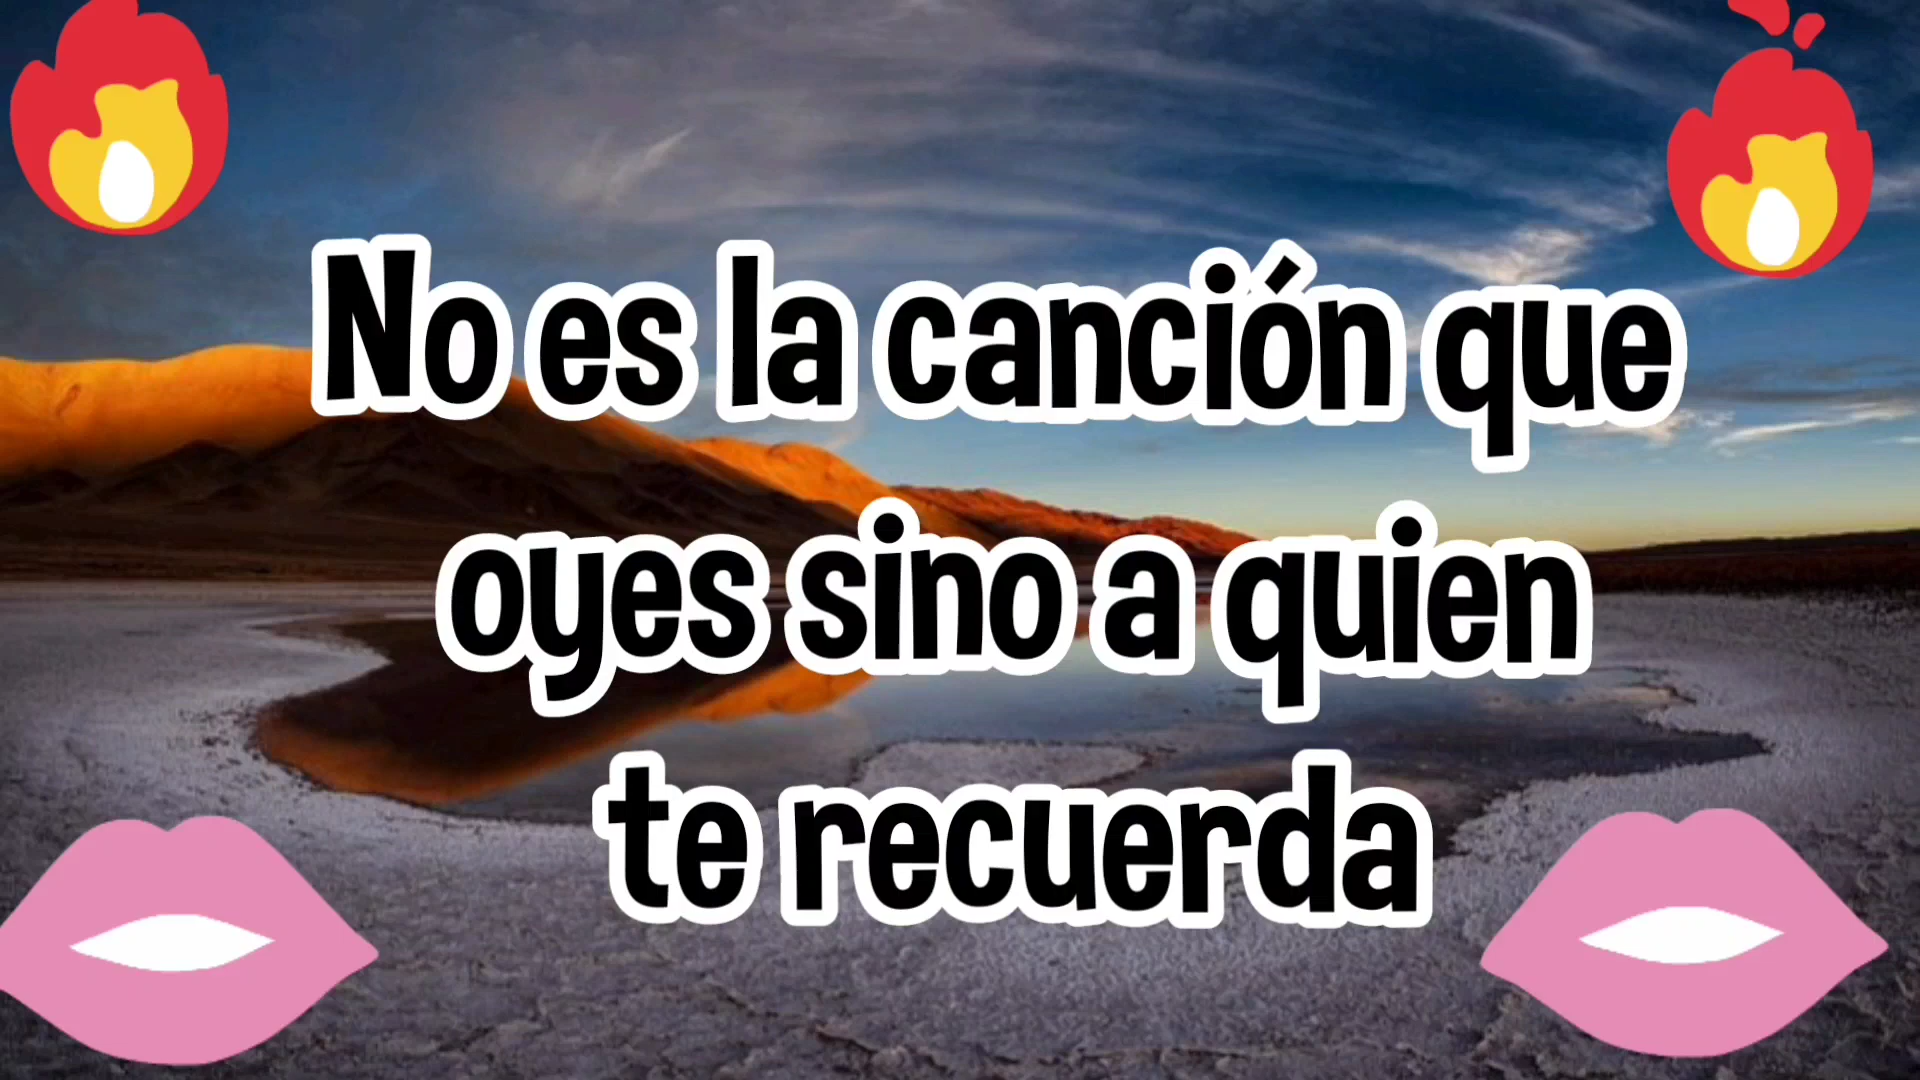 No es la canción que
oyes sino a quien
te recuerda